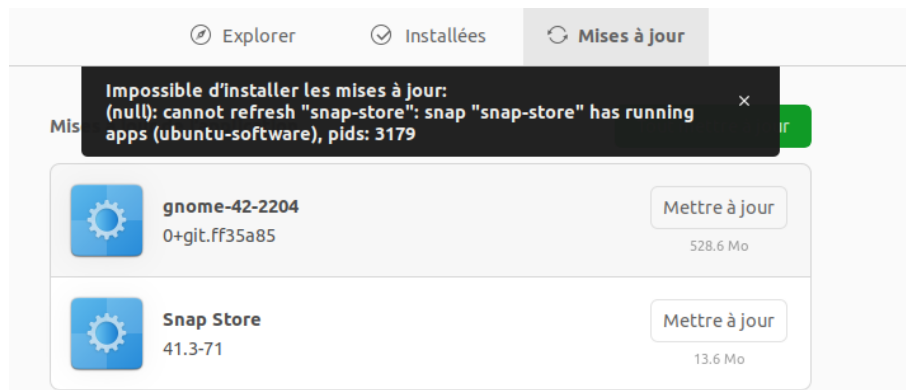 Explorer
Installées
Mises à jour
Impossible d'installer les mises à jour:
(null): cannot refresh "snap-store": snap "snap-store" has running
apps (ubuntu-software), pids: 3179
gnome-42-2204
0+git.ff35a85
Mettre à jour
528.6 Mo
Snap Store
41.3-71
Mettre à jour
13.6 Mo